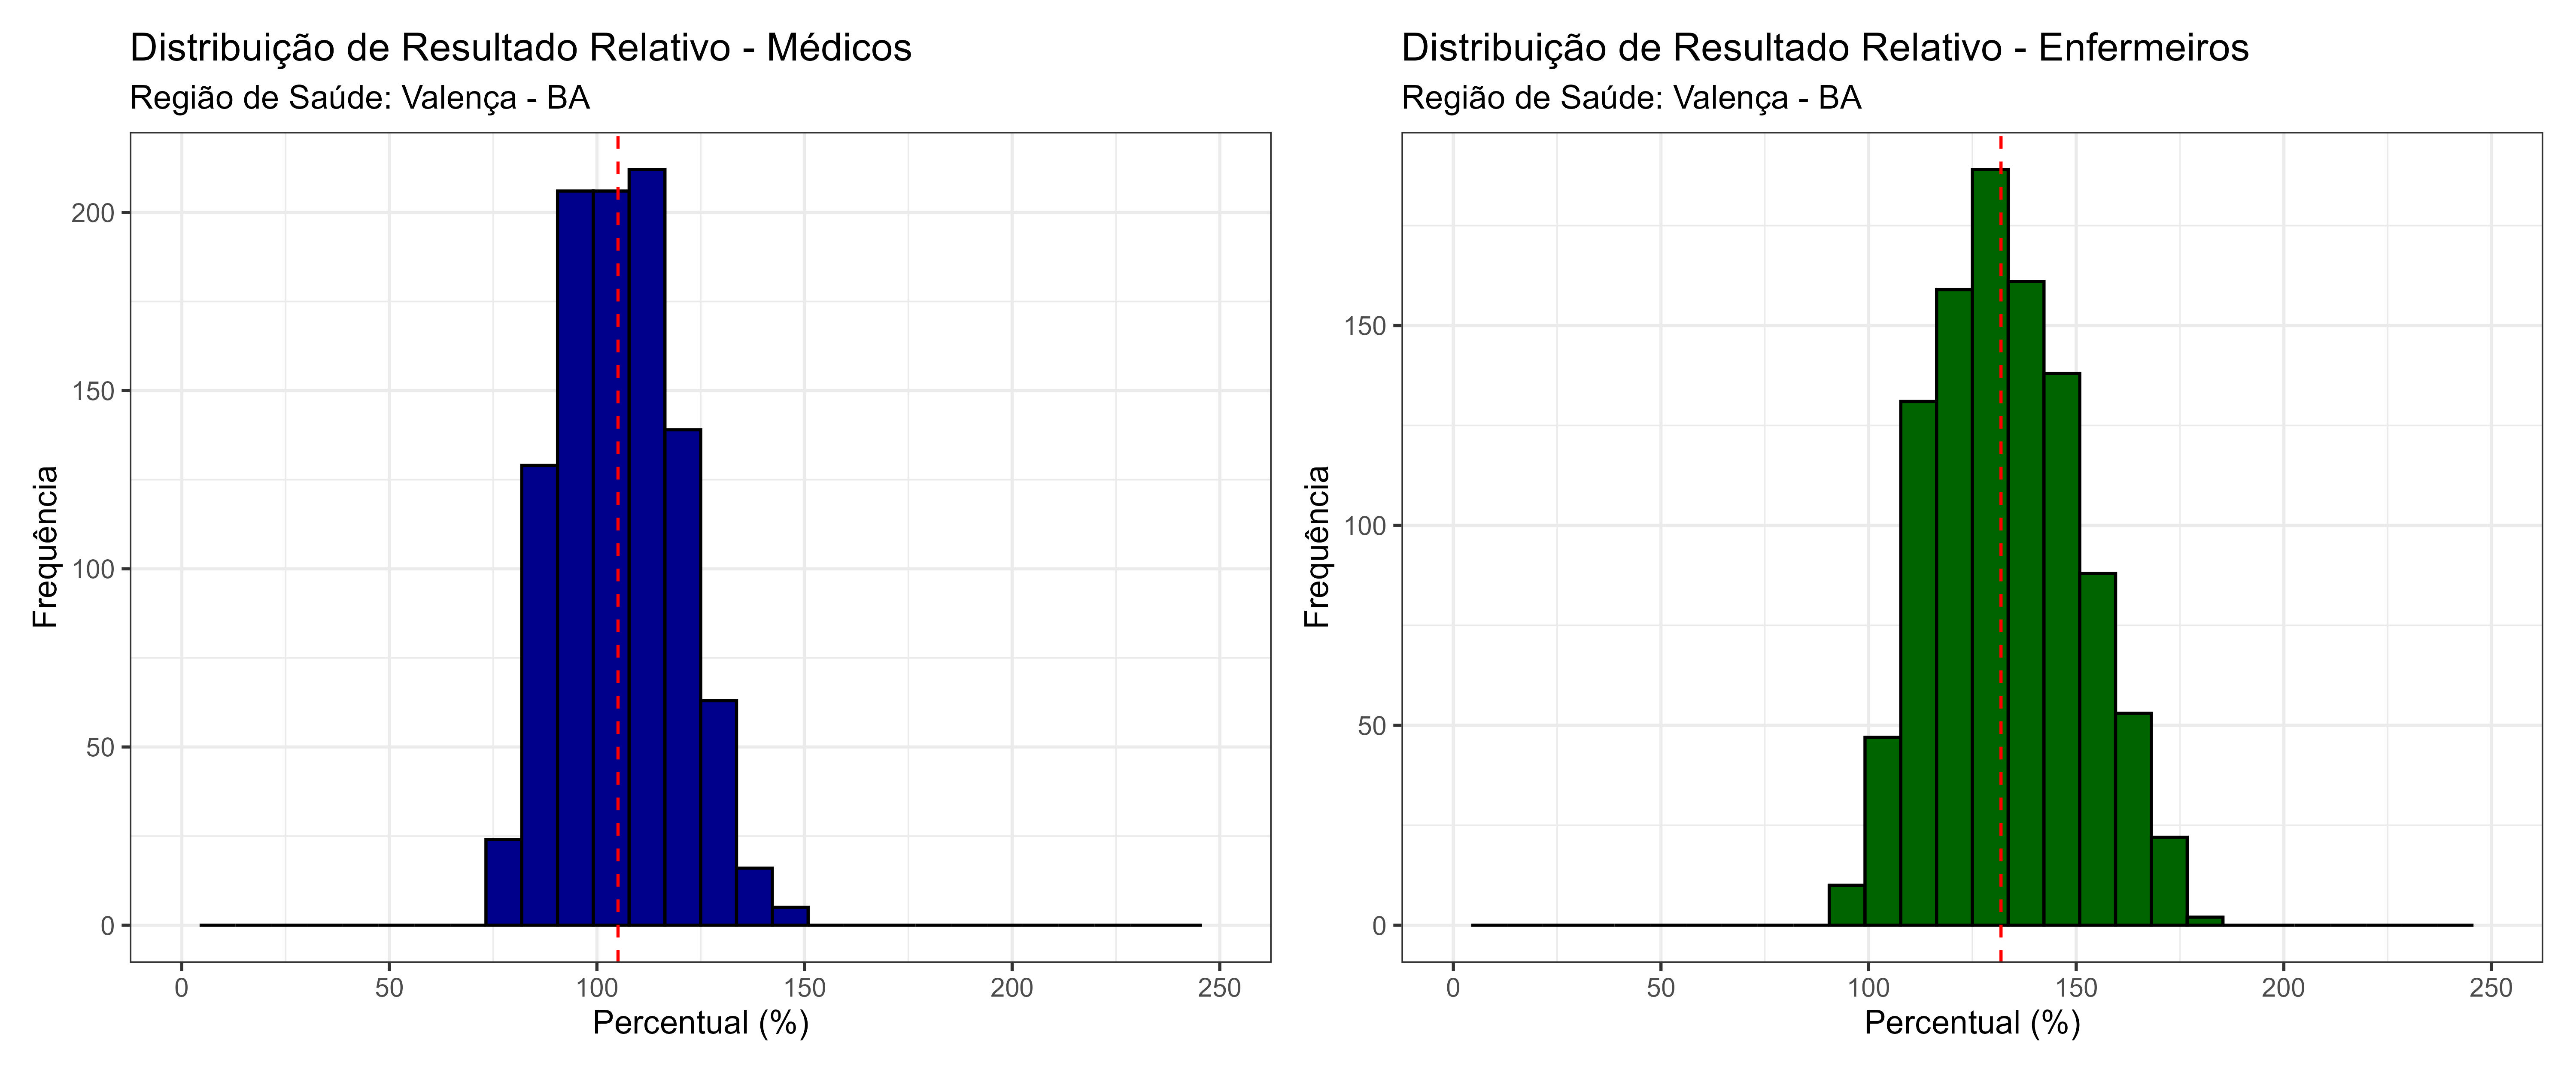 Distribuição de Resultado Relativo - Médicos
Região de Saúde: Valença - BA
200
150
100
50
0
Frequência
0 50 100 150 200 250
Percentual (%)
Distribuição de Resultado Relativo - Enfermeiros
Região de Saúde: Valença - BA
150
100
50
0
Frequência
0 50 100 150 200 250
Percentual (%)